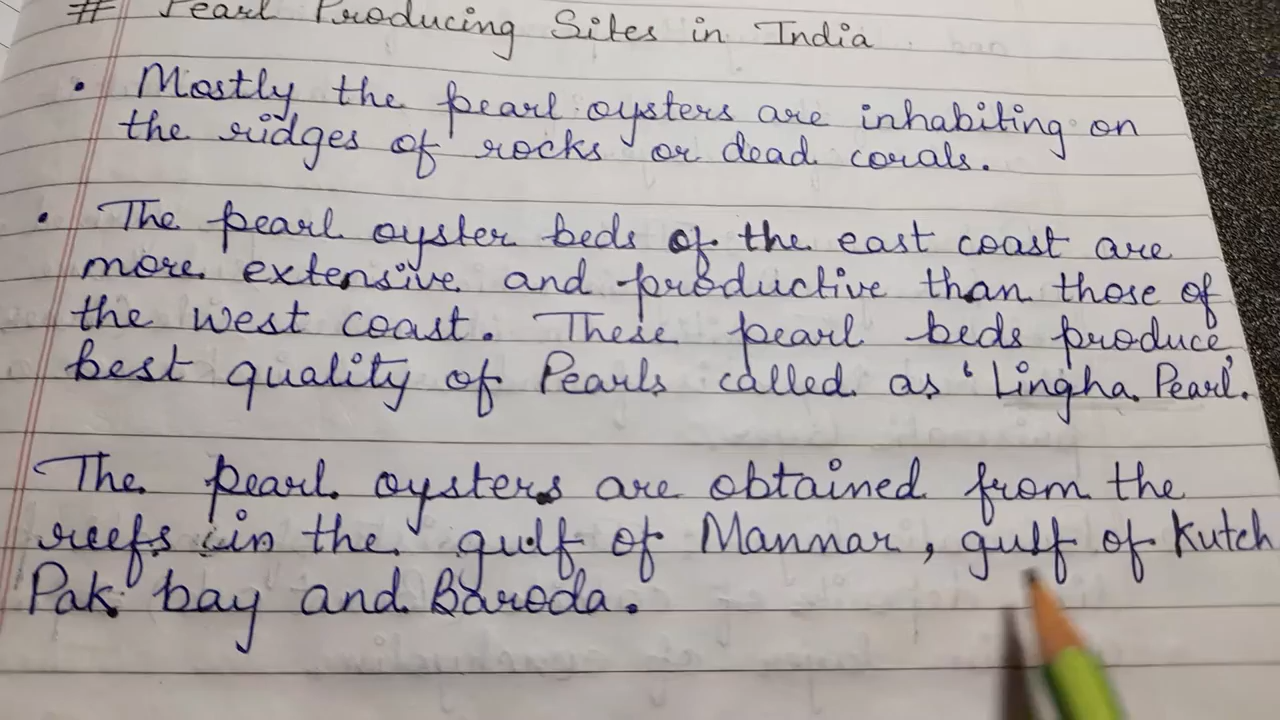 # Pearl Producing Sites in India
• Mostly the pearl oysters are inhabiting on
the ridges of rocks or dead corals.
• The pearl oyster beds of the east coast are
more extensive and productive than those of
the west coast. These pearl beds produce
best quality of Pearls called as 'Lingha Pearl'.
The pearl oysters are obtained from the
reefs in the gulf of Mannar, gulf of Kutch
Pak bay and Baroda.